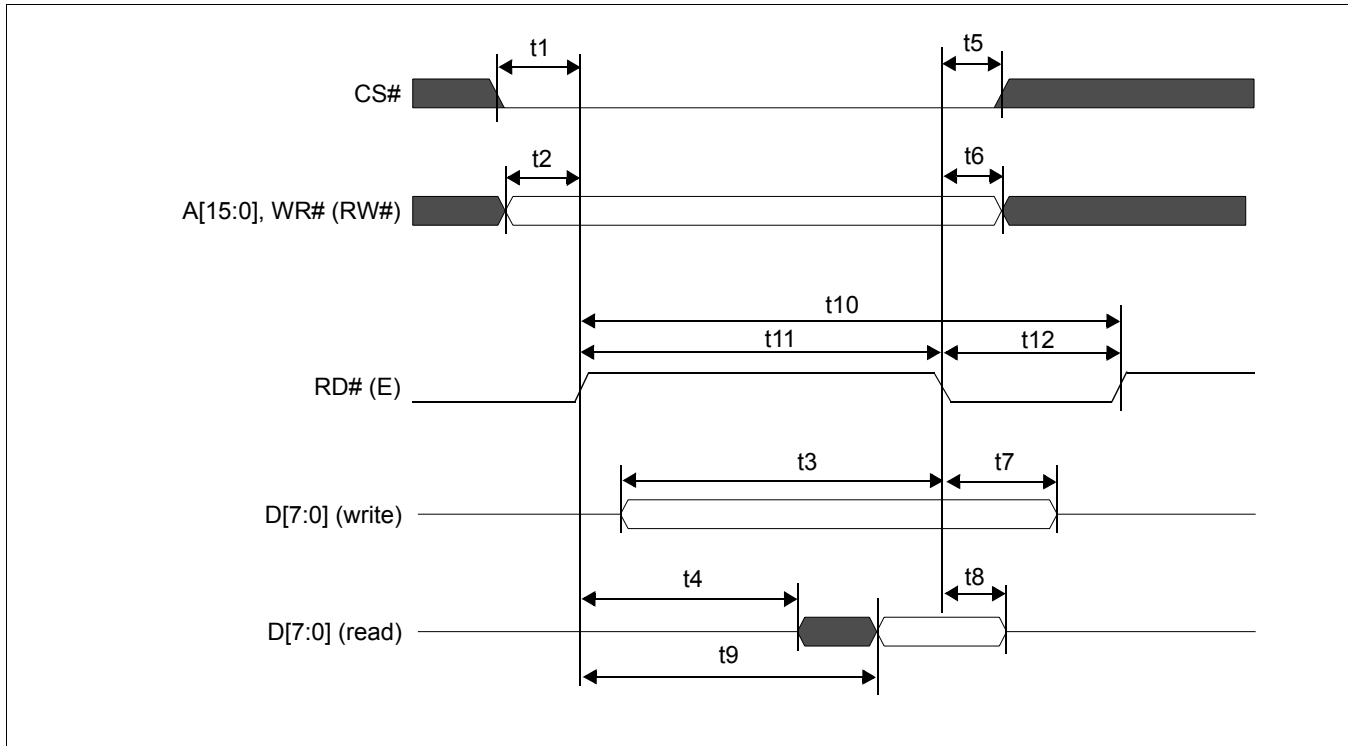 t1
t5
CS#
t2
t6
A[15:0], WR# (RW#)
t10
t11
t12
RD# (E)
t3
t7
D[7:0] (write)
t4
t8
D[7:0] (read)
t9